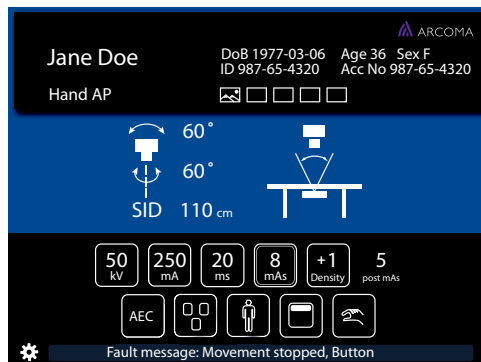 ARCOMA
Jane Doe
DoB 1977-03-06 Age 36 Sex F
ID 987-65-4320 Acc No 987-65-4320
Hand AP
60°
60°
SID 110 cm
50 250 20 8 +1 5
kV mA ms mAs Density post mAs
AEC
Fault message: Movement stopped, Button